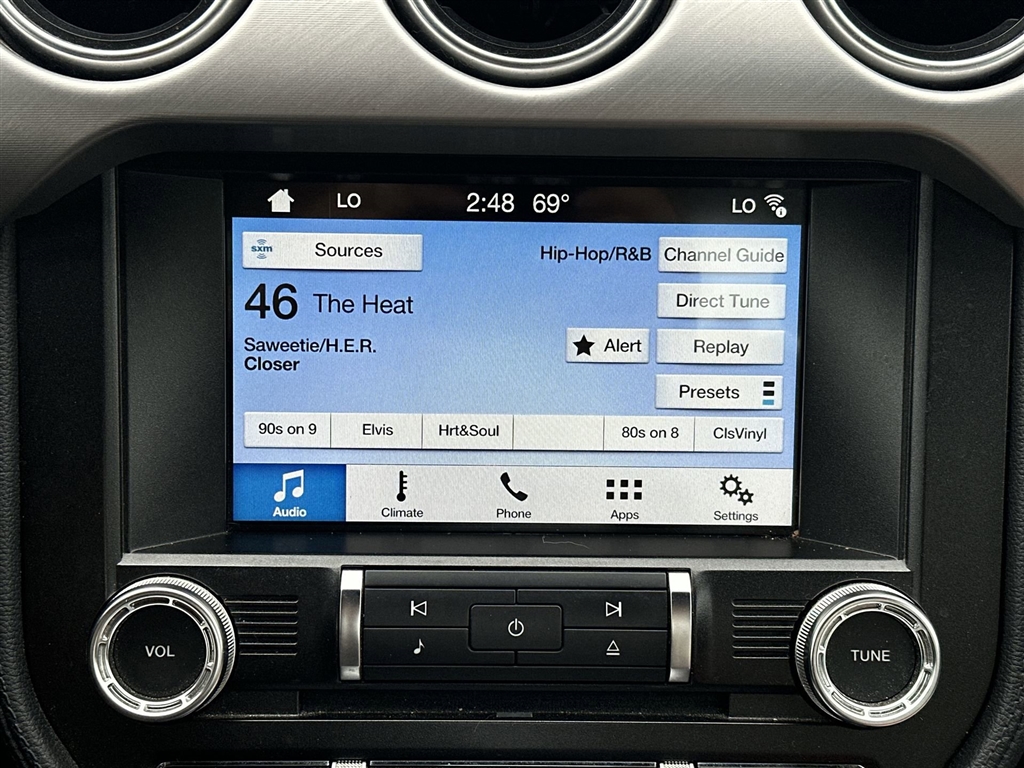 LO 2:48 69° LO
sxm Sources Hip-Hop/R&B Channel Guide
46 The Heat Direct Tune
Saweetie/H.E.R. Alert Replay
Closer
Presets
90s on 9 Elvis Hrt&Soul 80s on 8 ClsVinyl
Audio Climate Phone Apps Settings
VOL TUNE